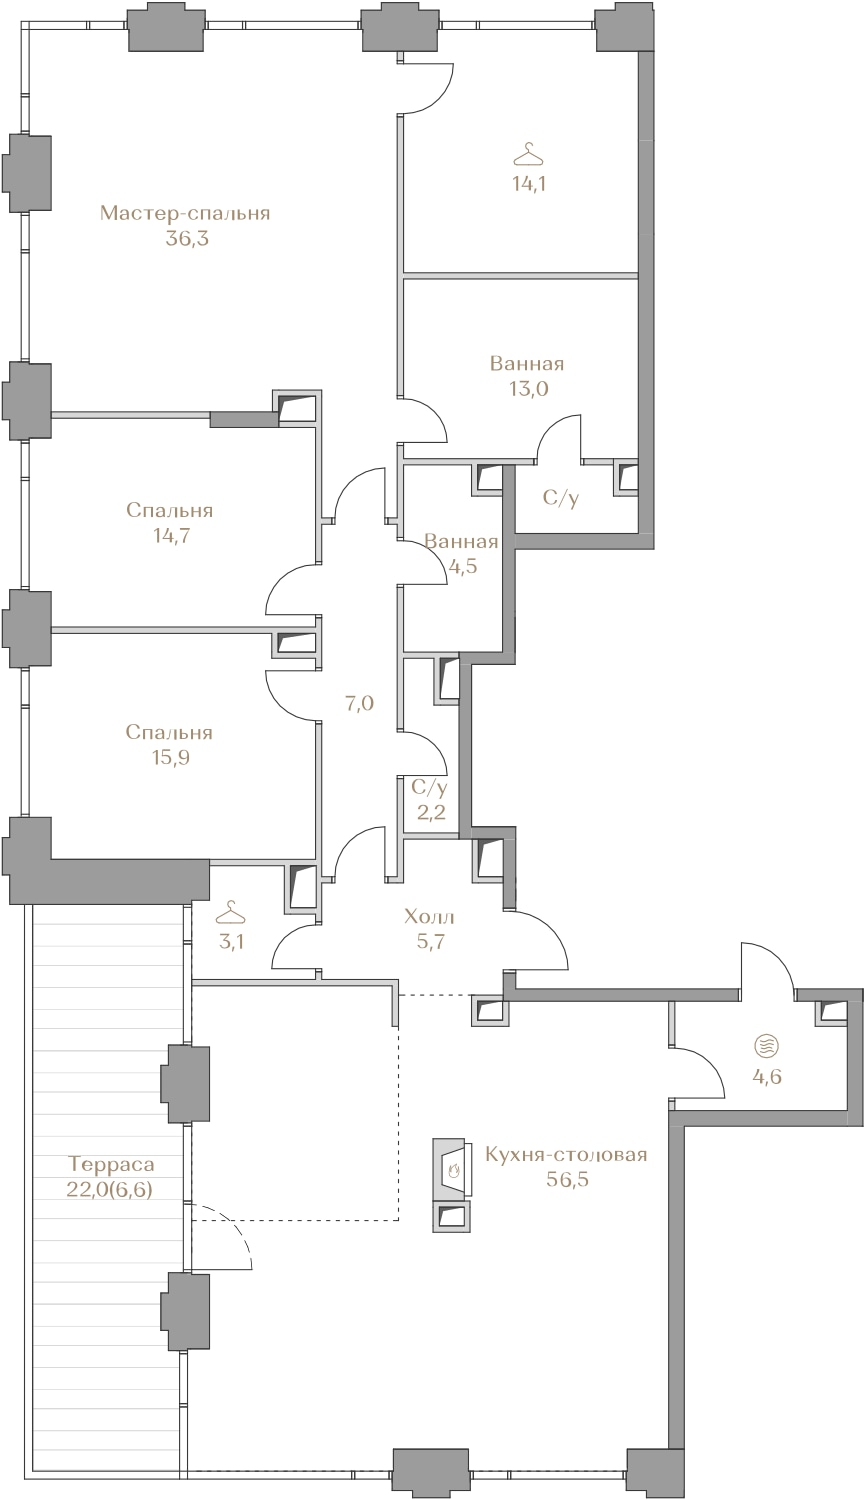 14,1
Мастер-спальня
36,3
Ванная
13,0
С/у
Спальня
14,7
Ванная
4,5
7,0
Спальня
15,9
С/у
2,2
Холл
5,7
3,1
4,6
Кухня-столовая
56,5
Терраса
22,0(6,6)